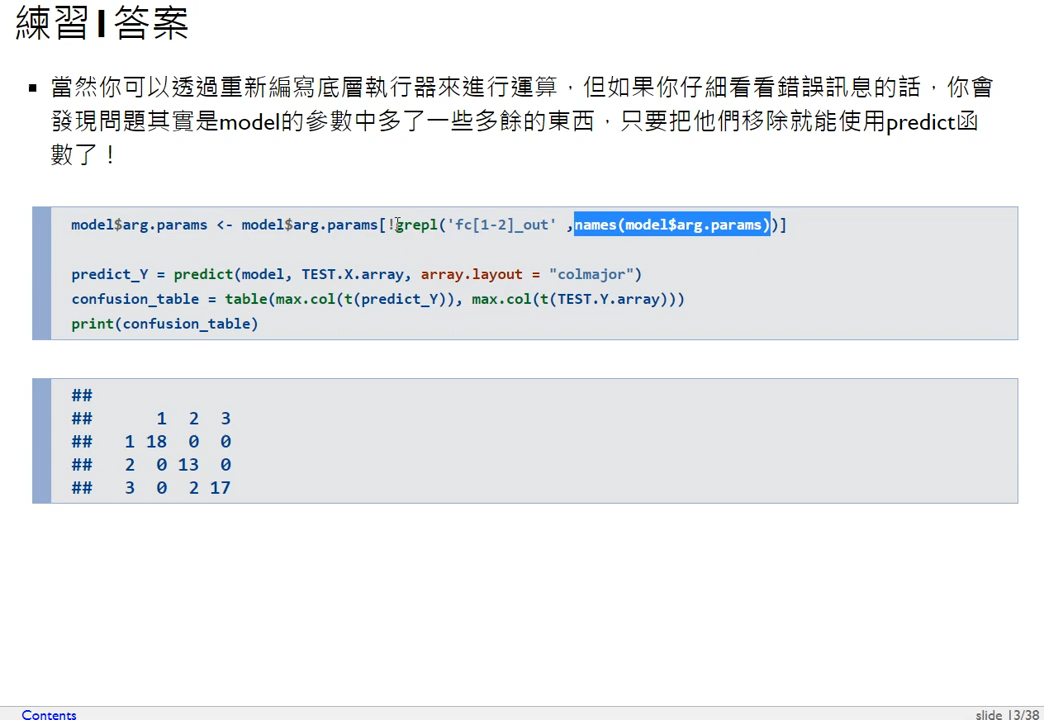 練習1答案
當然你可以透過重新編寫底層執行器來進行運算，但如果你仔細看看錯誤訊息的話，你會
發現問題其實是model的參數中多了一些多餘的東西，只要把他們移除就能使用predict函
數了！
model$arg.params <- model$arg.params[!grepl('fc[1-2]_out' ,names(model$arg.params))]
predict_Y = predict(model, TEST.X.array, array.layout = "colmajor")
confusion_table = table(max.col(t(predict_Y)), max.col(t(TEST.Y.array)))
print(confusion_table)
##
## 1 2 3
## 1 18 0 0
## 2 0 13 0
## 3 0 2 17
Contents
slide 13/38